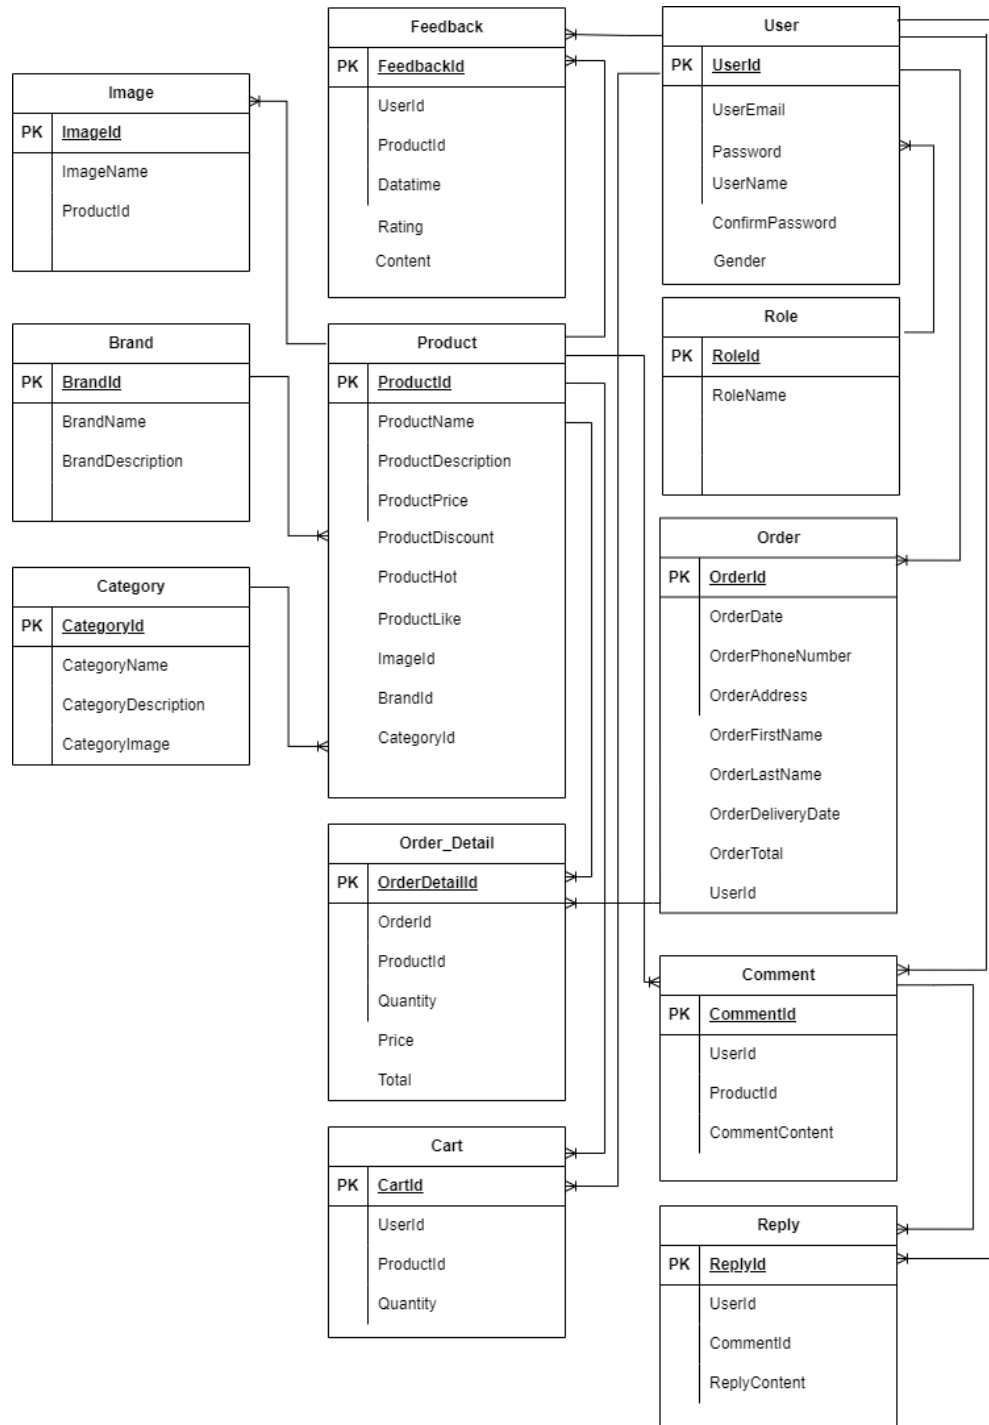 Feedback
PK FeedbackId
UserId
ProductId
Datatime
Rating
Content
User
PK UserId
UserEmail
Password
UserName
ConfirmPassword
Gender
Image
PK ImageId
ImageName
ProductId
Brand
PK BrandId
BrandName
BrandDescription
Product
PK ProductId
ProductName
ProductDescription
ProductPrice
ProductDiscount
ProductHot
ProductLike
ImageId
BrandId
CategoryId
Role
PK RoleId
RoleName
Category
PK CategoryId
CategoryName
CategoryDescription
CategoryImage
Order
PK OrderId
OrderDate
OrderPhoneNumber
OrderAddress
OrderFirstName
OrderLastName
OrderDeliveryDate
OrderTotal
UserId
Order_Detail
PK OrderDetailId
OrderId
ProductId
Quantity
Price
Total
Comment
PK CommentId
UserId
ProductId
CommentContent
Cart
PK CartId
UserId
ProductId
Quantity
Reply
PK ReplyId
UserId
CommentId
ReplyContent